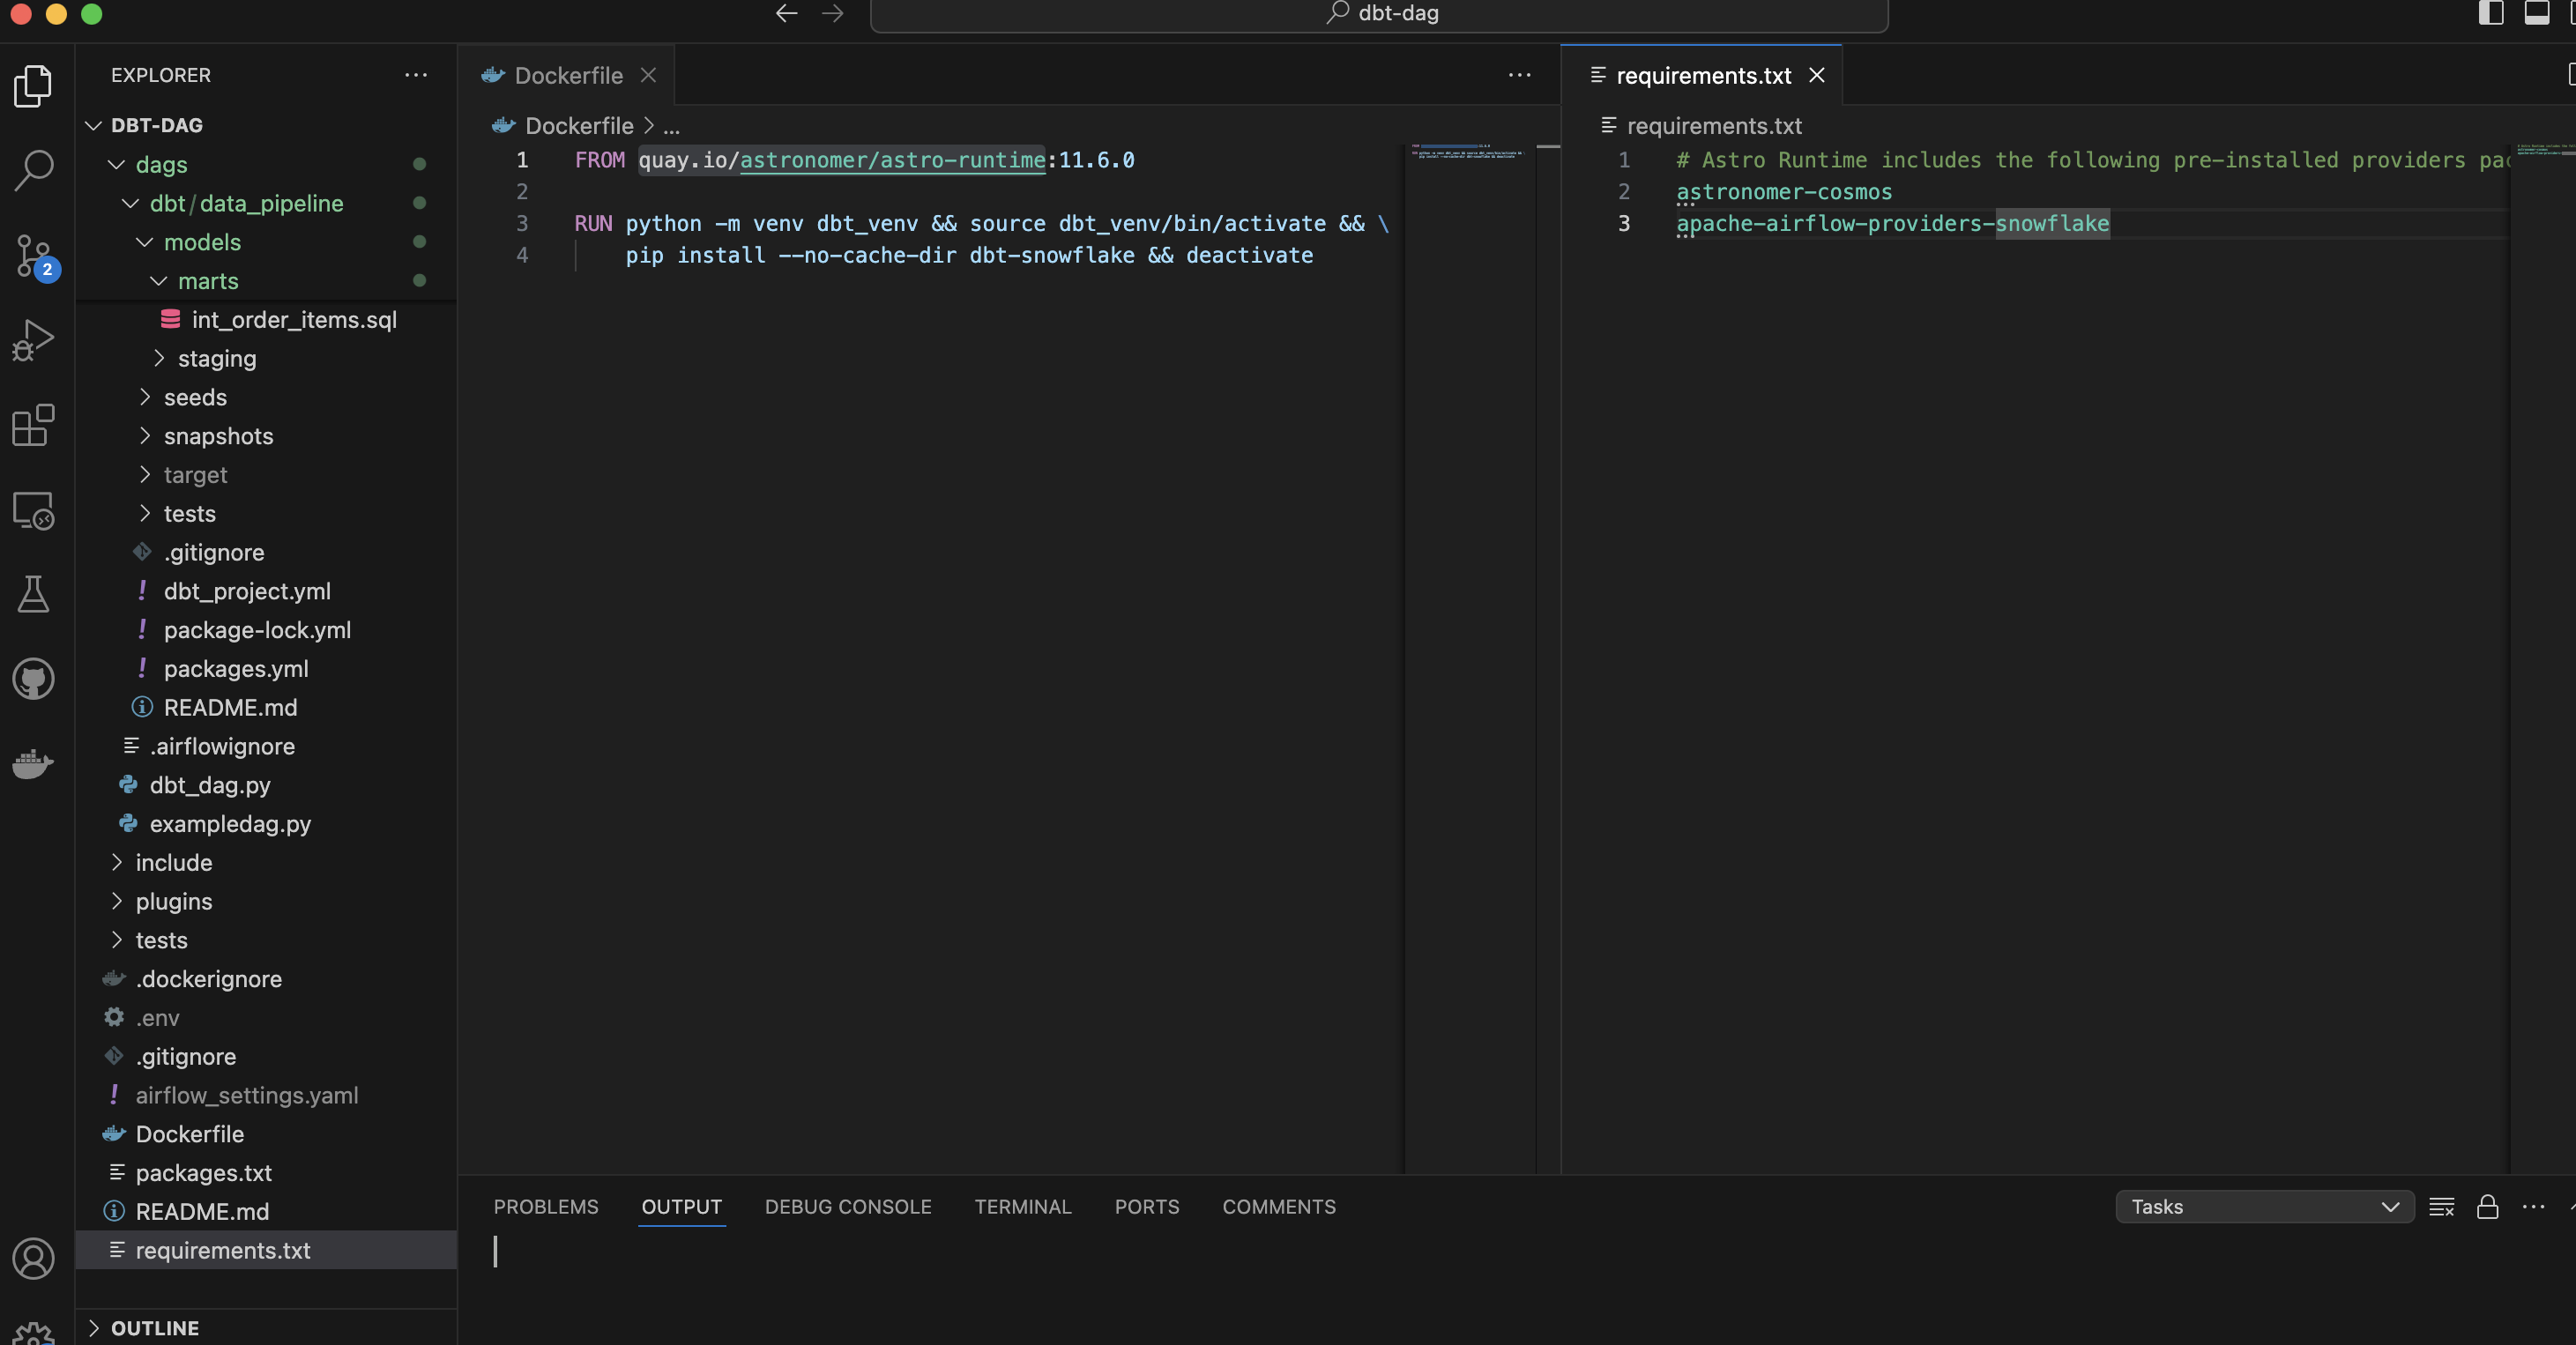 dbt-dag
EXPLORER
DBT-DAG
dags
dbt/data_pipeline
models
marts
int_order_items.sql
staging
seeds
snapshots
target
tests
.gitignore
dbt_project.yml
package-lock.yml
packages.yml
README.md
.airflowignore
dbt_dag.py
exampledag.py
include
plugins
tests
.dockerignore
.env
.gitignore
airflow_settings.yaml
Dockerfile
packages.txt
README.md
requirements.txt
OUTLINE
2
Dockerfile
Dockerfile > ...
1 FROM quay.io/astronomer/astro-runtime:11.6.0
2
3 RUN python -m venv dbt_venv && source dbt_venv/bin/activate && \
4 pip install --no-cache-dir dbt-snowflake && deactivate
requirements.txt
requirements.txt
1 # Astro Runtime includes the following pre-installed providers pac
2 astronomer-cosmos
3 apache-airflow-providers-snowflake
PROBLEMS OUTPUT DEBUG CONSOLE TERMINAL PORTS COMMENTS
Tasks